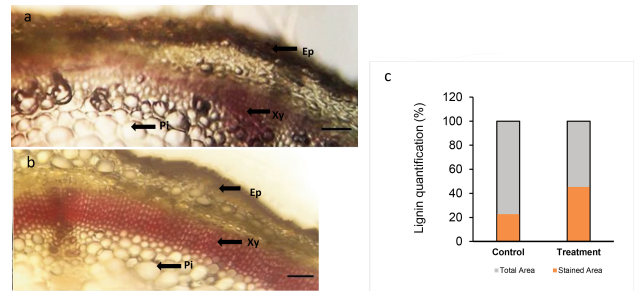 a
Ep
Xy
Pi
b
Ep
Xy
Pi
c
Lignin quantification (%)
120
100
80
60
40
20
0
Control Treatment
Total Area Stained Area